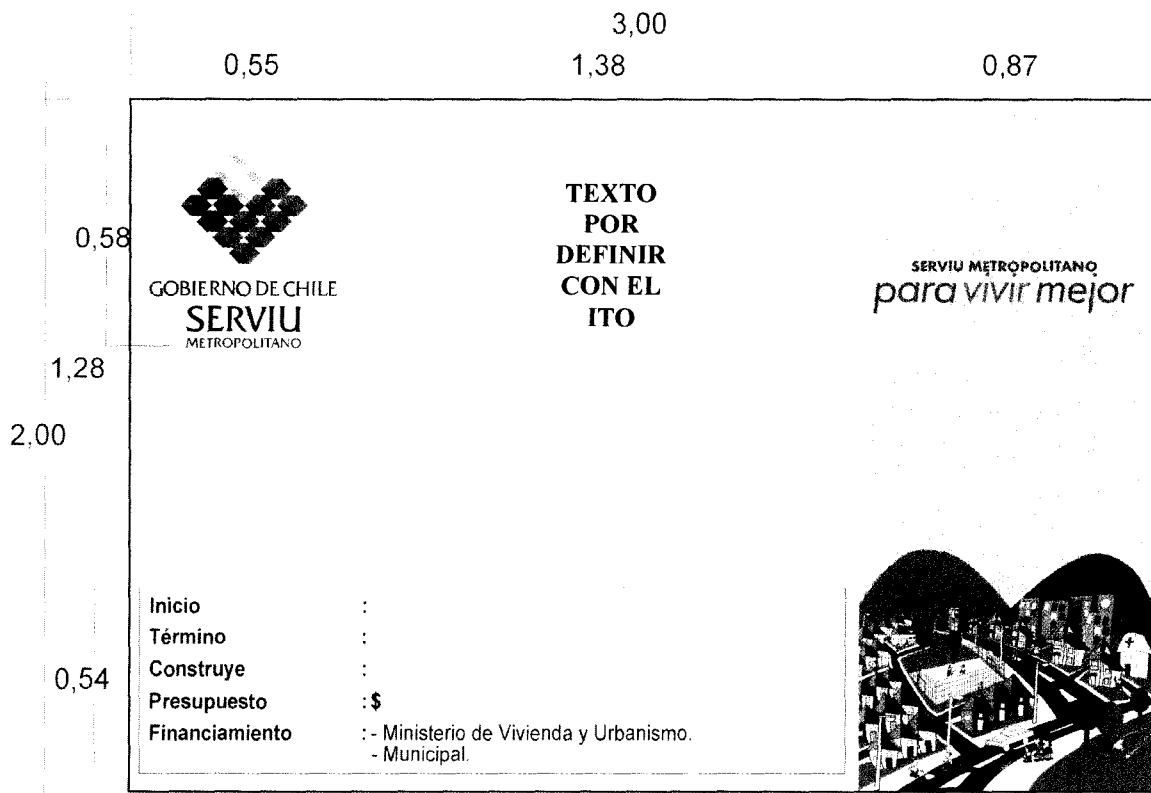 3,00
0,55 1,38 0,87
0,58
1,28
2,00
0,54
GOBIERNO DE CHILE
SERVIU
METROPOLITANO
TEXTO
POR
DEFINIR
CON EL
ITO
SERVIU METROPOLITANO
para vivir mejor
Inicio :
Término :
Construye :
Presupuesto : $
Financiamiento : - Ministerio de Vivienda y Urbanismo.
- Municipal.